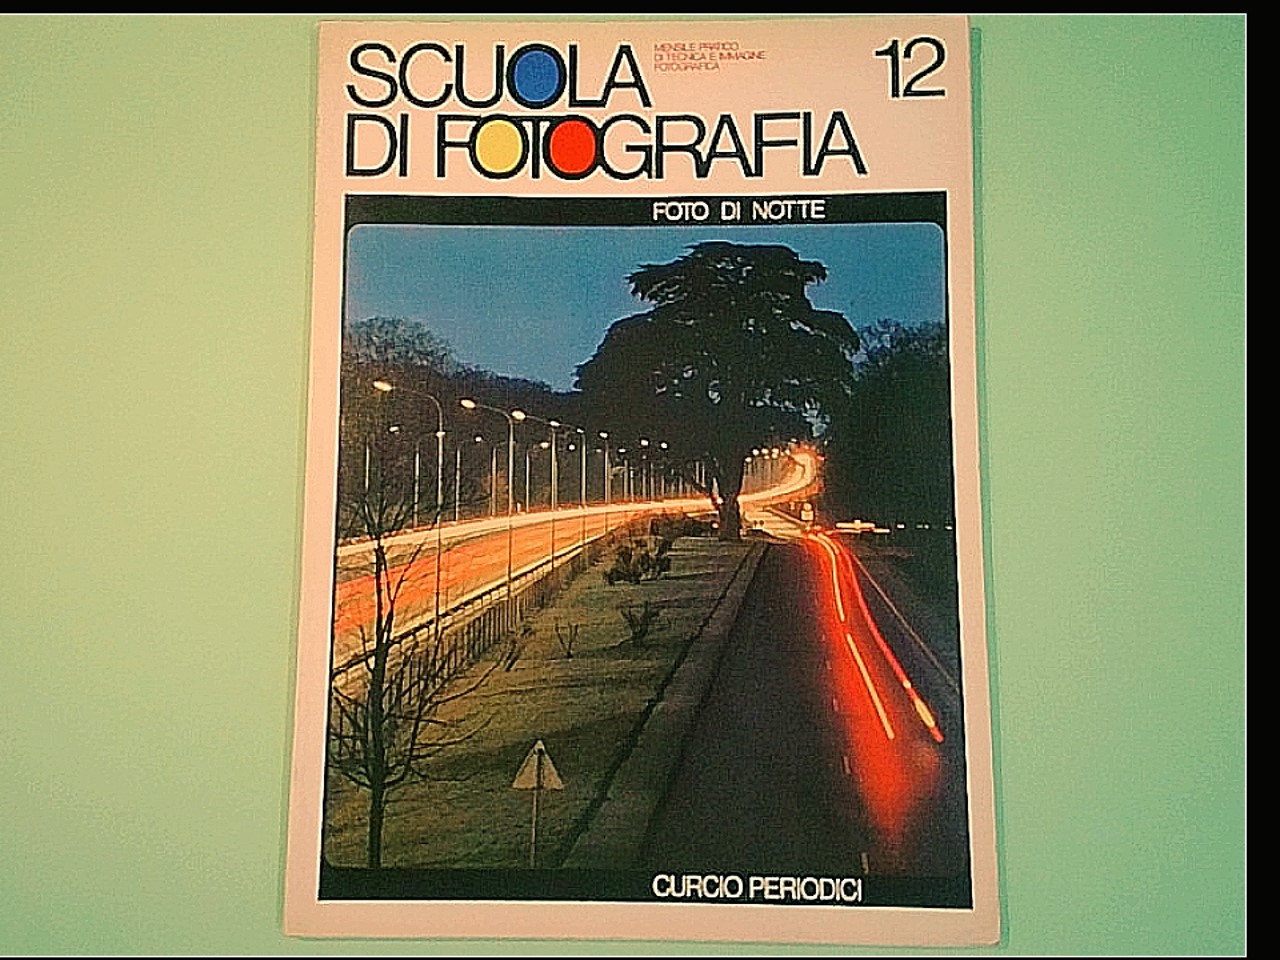 SCUOLA
DI FOTOGRAFIA
MENSILE PRATICO
DI TECNICA E IMMAGINE
FOTOGRAFICA
12
FOTO DI NOTTE
CURCIO PERIODICI